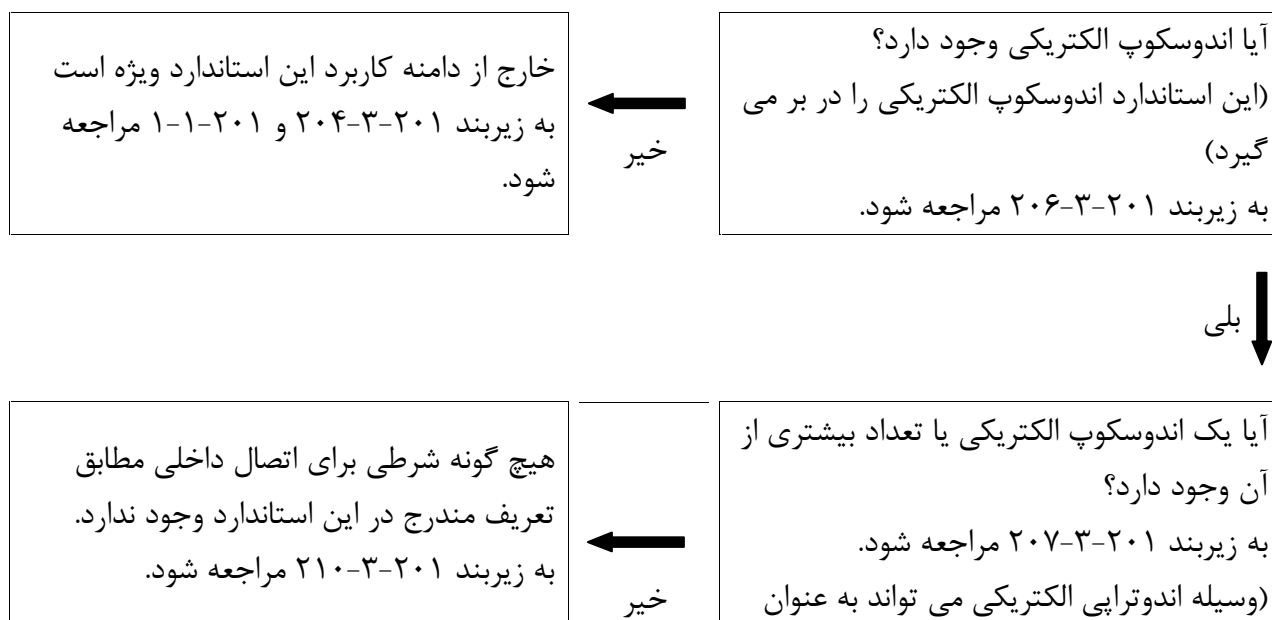 آیا اندوسکوپ الکتریکی وجود دارد؟
(این استاندارد اندوسکوپ الکتریکی را در بر می
گیرد)
به زیربند ۲۰۱-۳-۲۰۶ مراجعه شود.
خیر
خارج از دامنه کاربرد این استاندارد ویژه است
به زیربند ۲۰۱-۳-۲۰۴ و ۲۰۱-۱-۱ مراجعه
شود.
بلی
آیا یک اندوسکوپ الکتریکی یا تعداد بیشتری از
آن وجود دارد؟
به زیربند ۲۰۱-۳-۲۰۷ مراجعه شود.
(وسیله اندوتراپی الکتریکی می تواند به عنوان
خیر
هیچ گونه شرطی برای اتصال داخلی مطابق
تعریف مندرج در این استاندارد وجود ندارد.
به زیربند ۲۰۱-۳-۲۱۰ مراجعه شود.